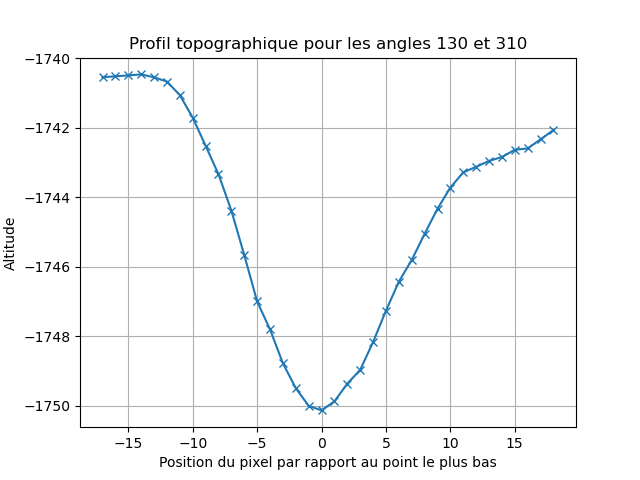 Profil topographique pour les angles 130 et 310
−1740
−1742
−1744
−1746
−1748
−1750
Altitude
−15 −10 −5 0 5 10 15
Position du pixel par rapport au point le plus bas